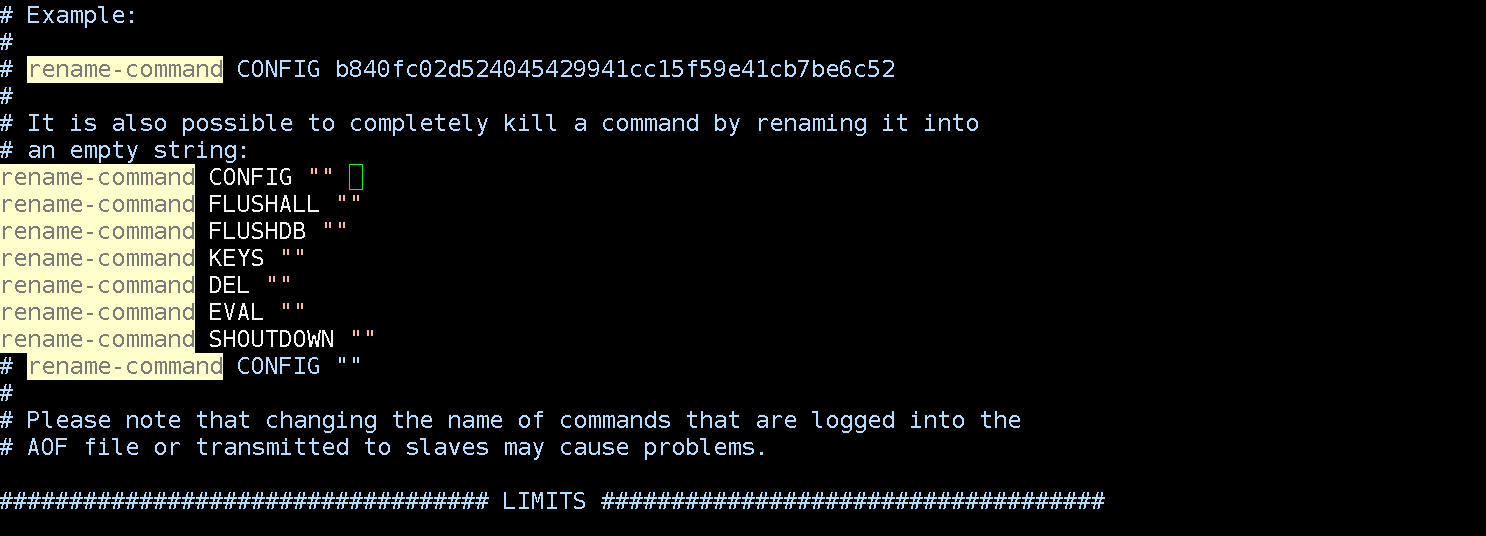 # Example:
#
# rename-command CONFIG b840fc02d524045429941cc15f59e41cb7be6c52
#
# It is also possible to completely kill a command by renaming it into
# an empty string:
rename-command CONFIG ""
rename-command FLUSHALL ""
rename-command FLUSHDB ""
rename-command KEYS ""
rename-command DEL ""
rename-command EVAL ""
rename-command SHOUTDOWN ""
# rename-command CONFIG ""
#
# Please note that changing the name of commands that are logged into the
# AOF file or transmitted to slaves may cause problems.
################################### LIMITS ####################################